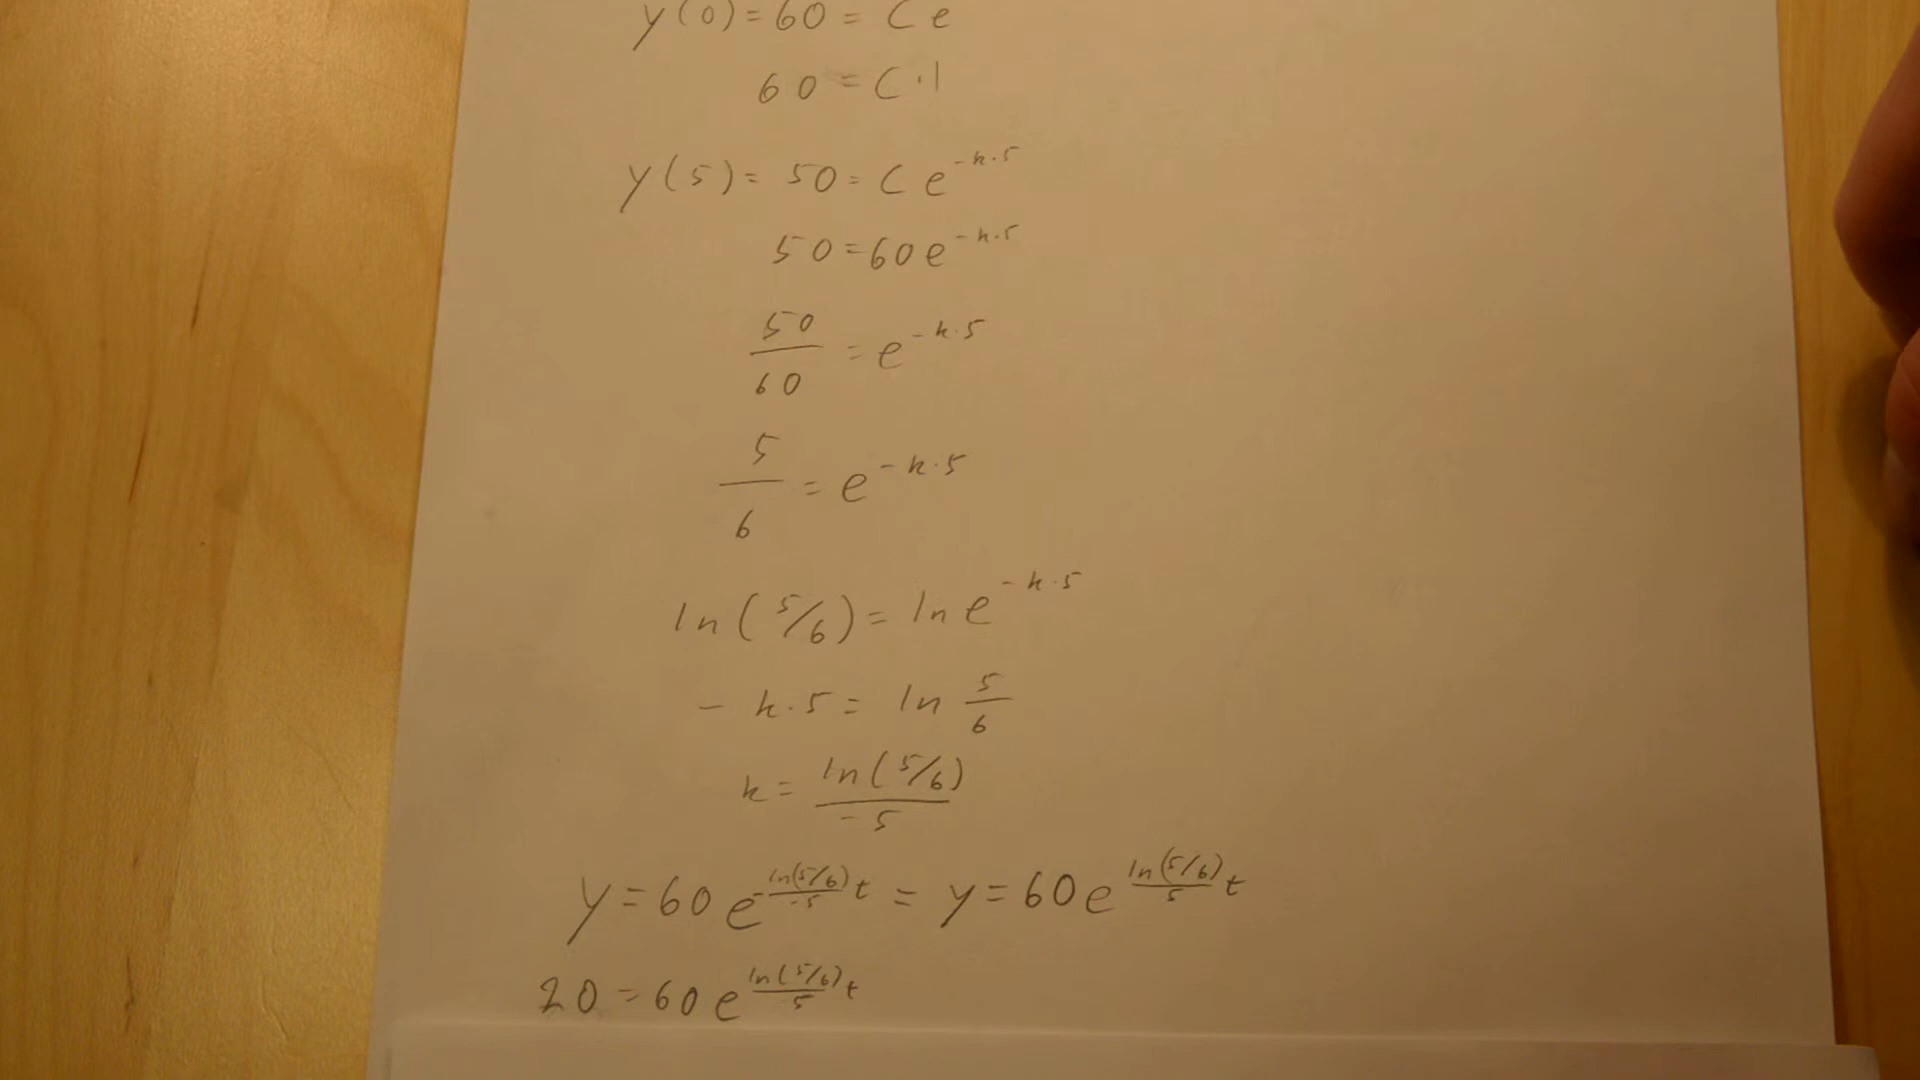 y(0) = 60 = Ce
60 = C·1
y(5) = 50 = Ce^{-k·5}
50 = 60e^{-k·5}
50/60 = e^{-k·5}
5/6 = e^{-k·5}
ln(5/6) = ln e^{-k·5}
-k·5 = ln 5/6
k = ln(5/6)/-5
y = 60e^{-ln(5/6)/-5 t} = y = 60e^{ln(5/6)/5 t}
20 = 60e^{ln(5/6)/5 t}